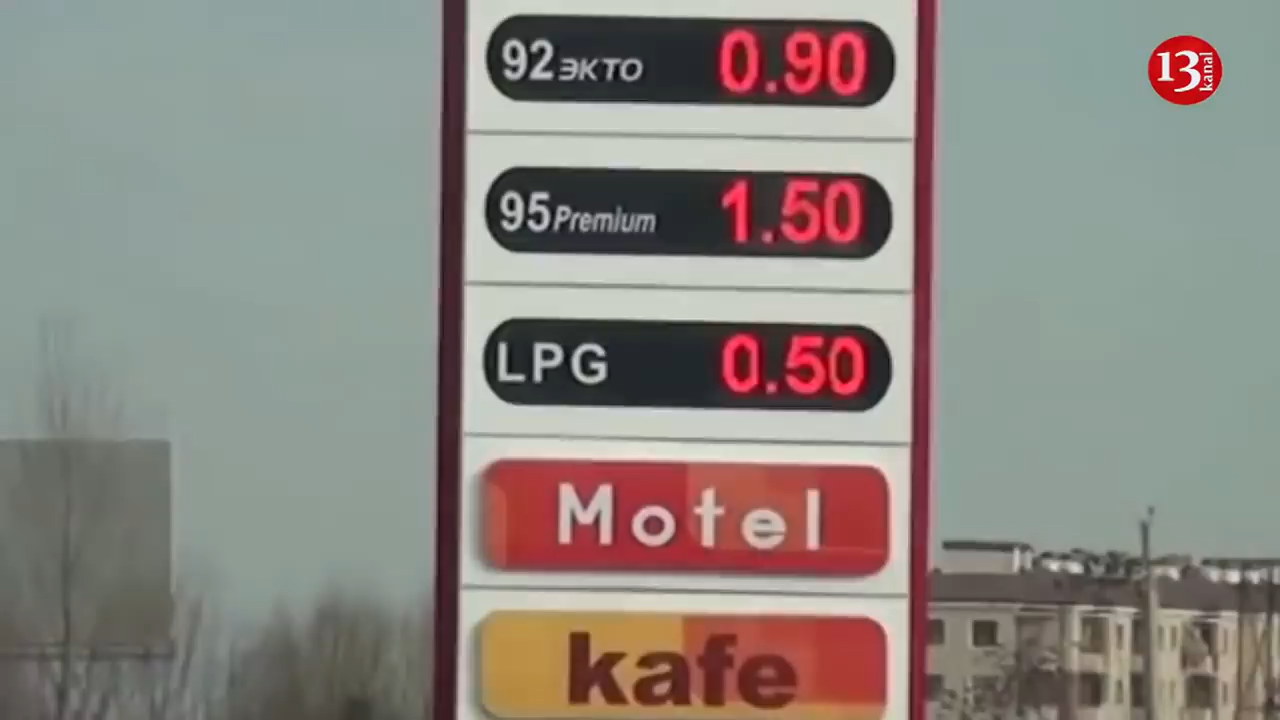 92 ЭКТО 0.90
13 kanal
95 Premium 1.50
LPG 0.50
Motel
kafe